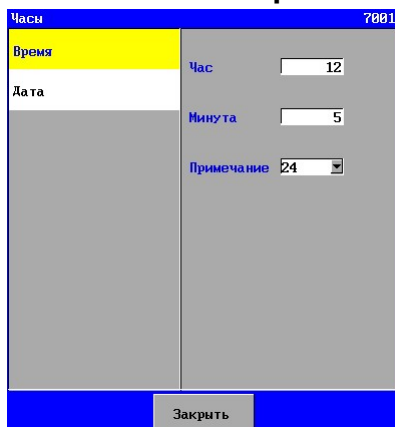 Часы 7001
Время
Дата
Час 12
Минута 5
Примечание 24
Закрыть